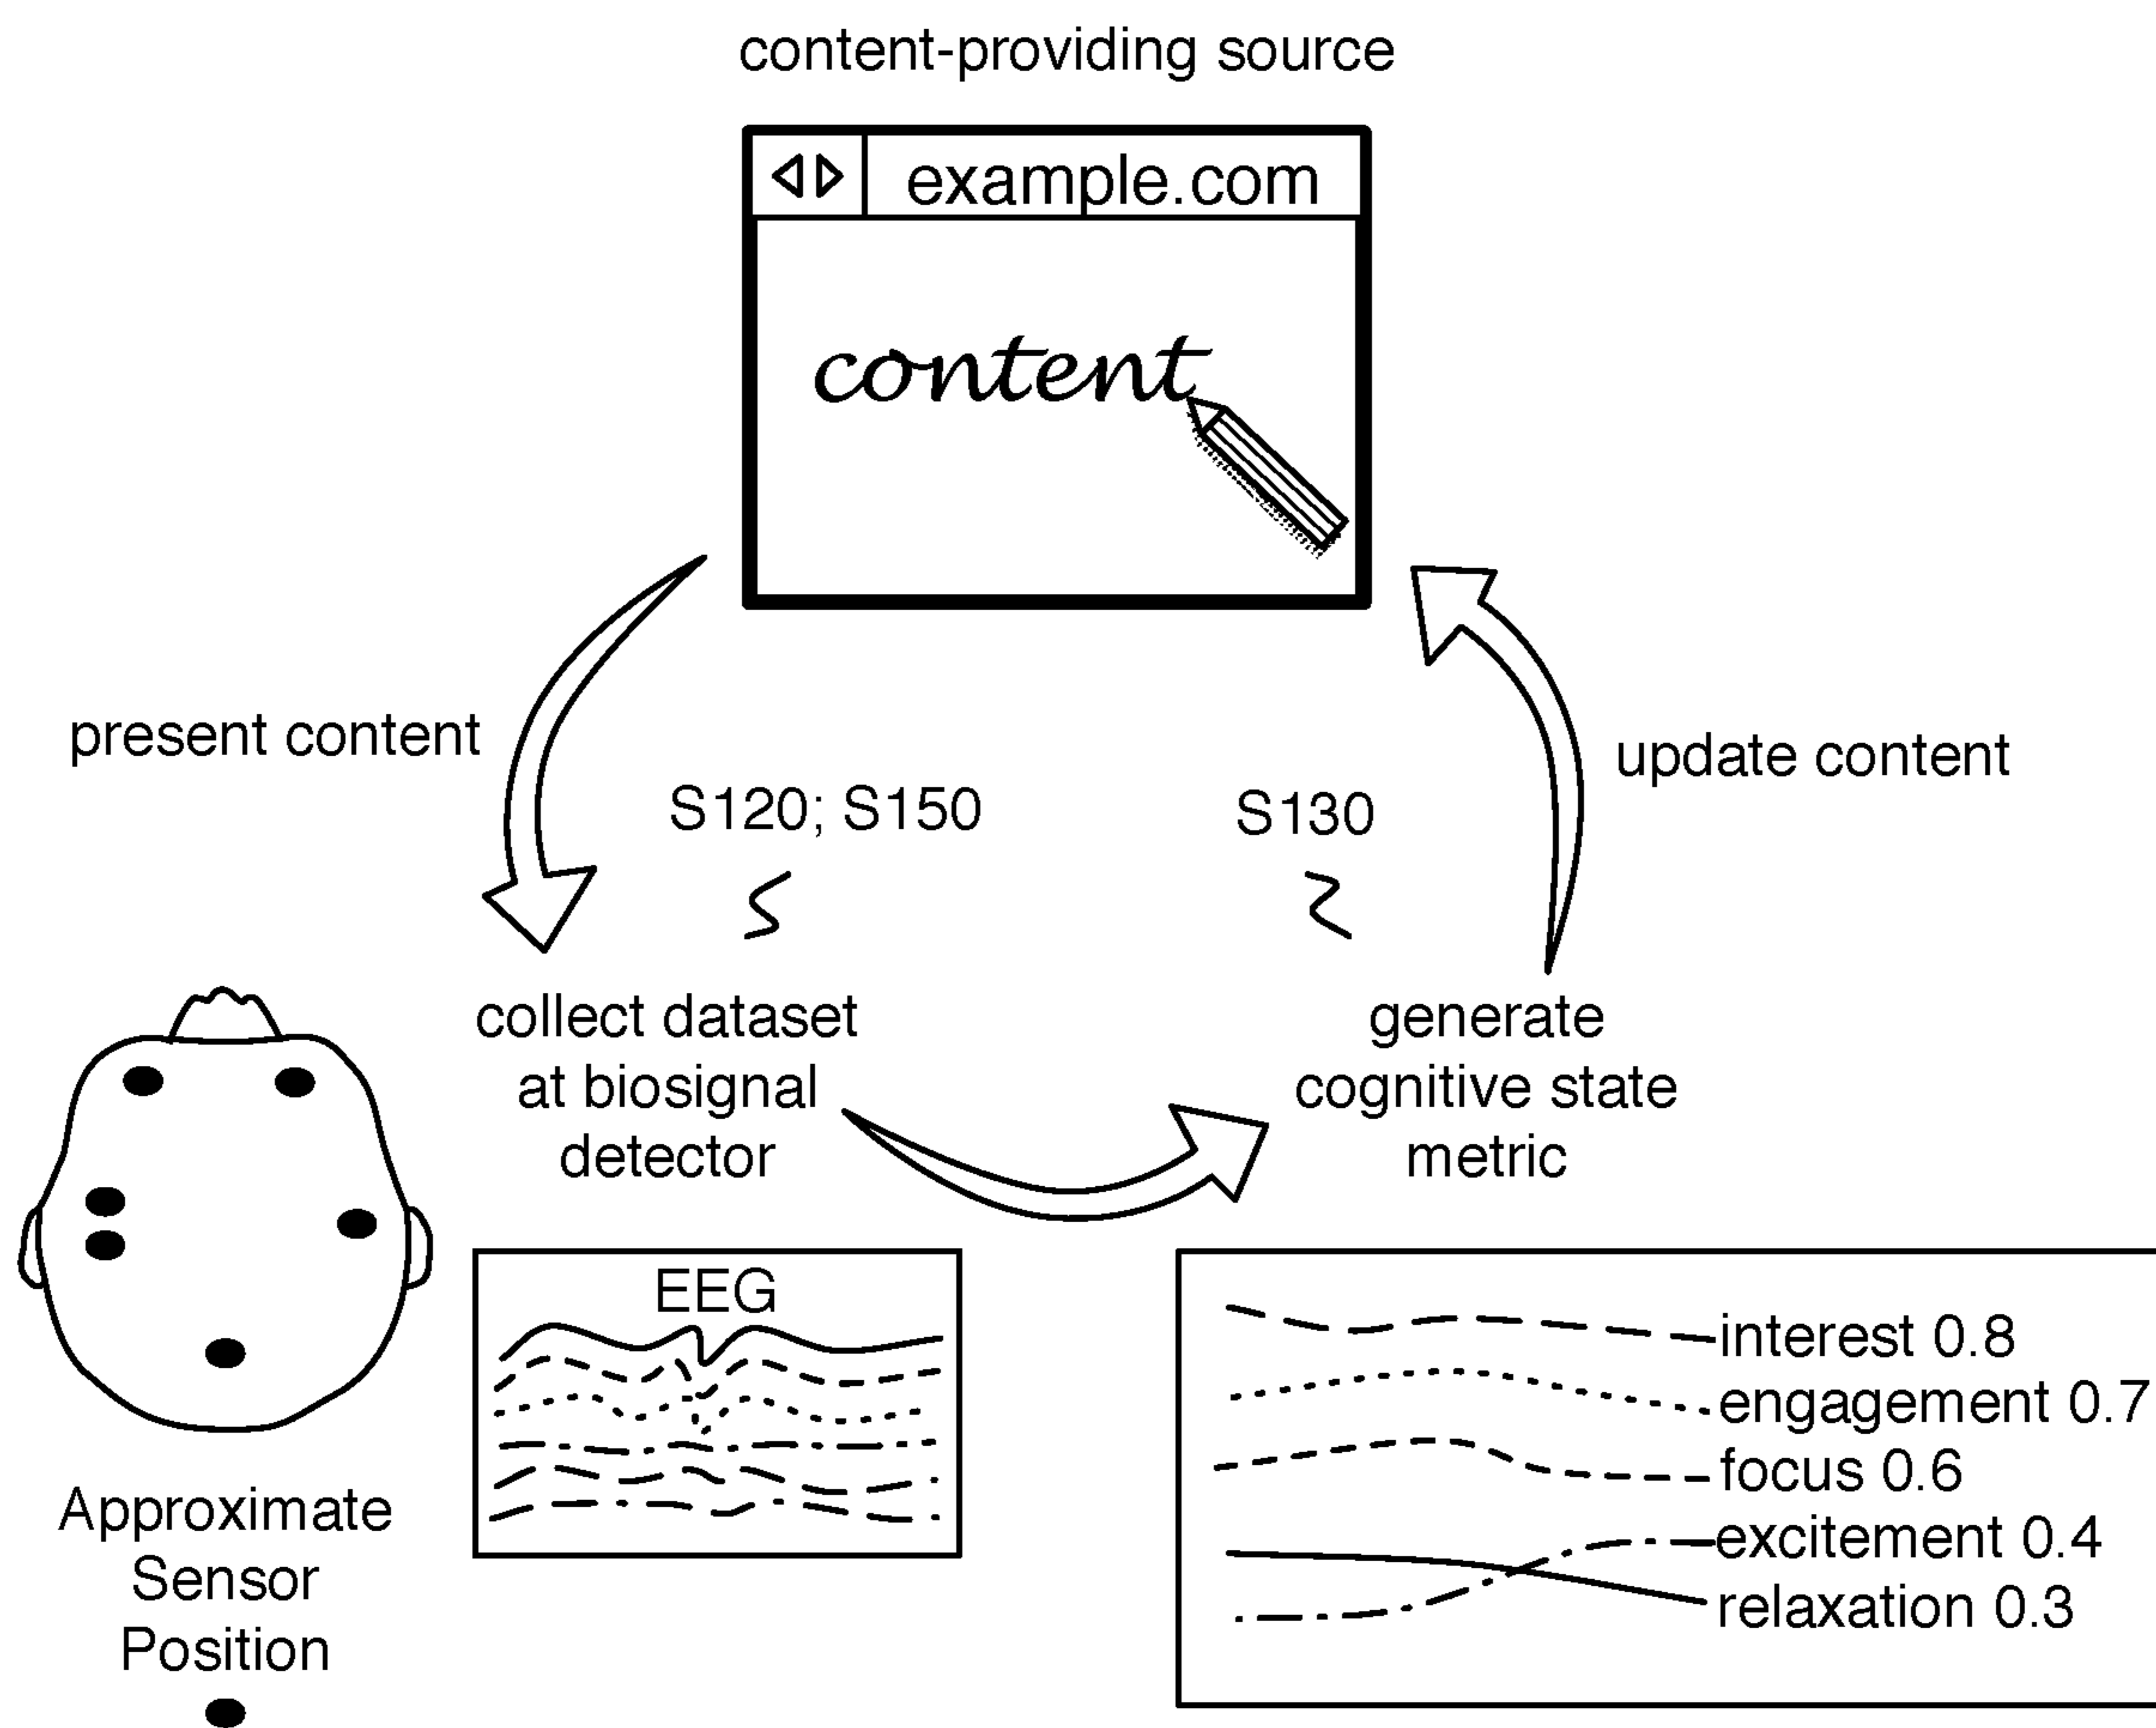 content-providing source
example.com
content
present content
update content
S120; S150
S130
collect dataset
at biosignal
detector
generate
cognitive state
metric
EEG
interest 0.8
engagement 0.7
focus 0.6
excitement 0.4
relaxation 0.3
Approximate
Sensor
Position